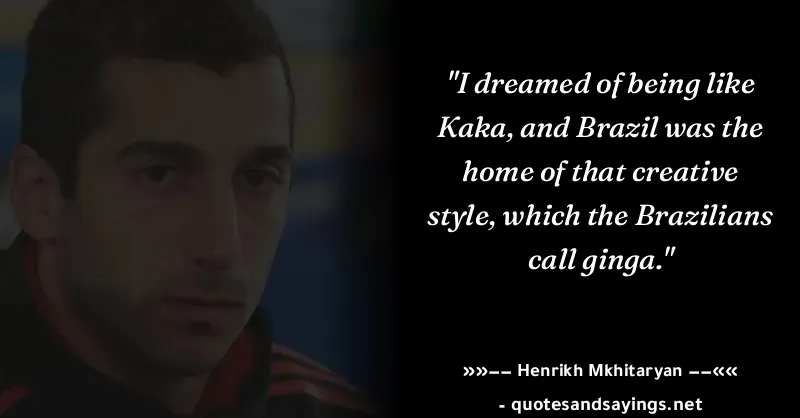 "I dreamed of being like
Kaka, and Brazil was the
home of that creative
style, which the Brazilians
call ginga."
»»−− Henrikh Mkhitaryan −−««
- quotesandsayings.net